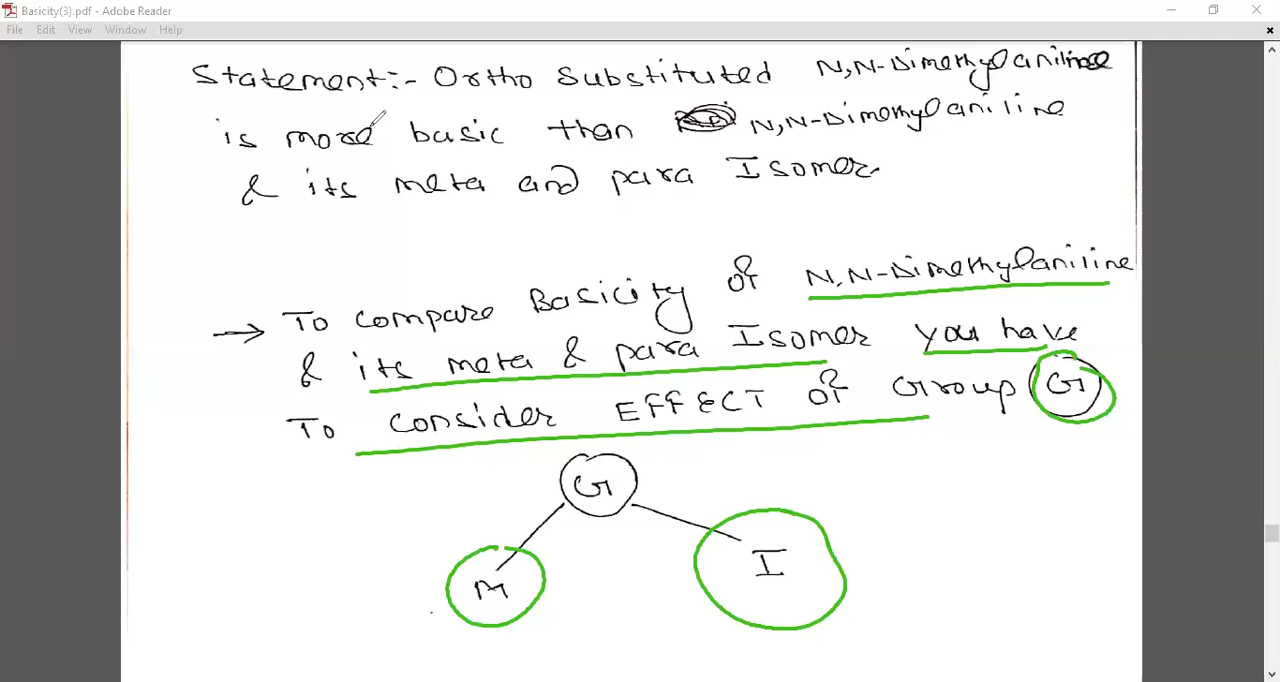 Basicity(3).pdf - Adobe Reader
File Edit View Window Help
Statement:- Ortho Substituted N,N-Dimethylaniline
is more basic than N,N-Dimethylaniline
& its meta and para Isomer
→ To compare Basicity of N,N-Dimethylaniline
& its meta & para Isomer you have
To consider EFFECT of Group G
G
M I